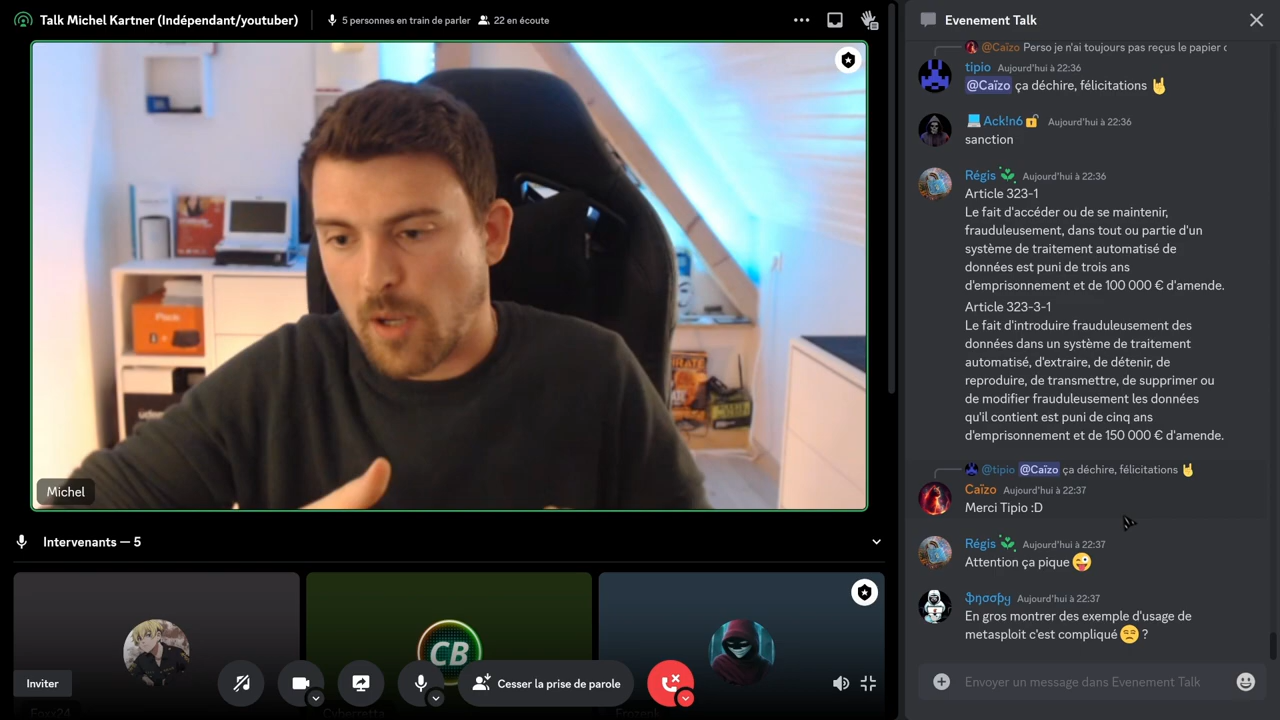 Talk Michel Kartner (Indépendant/youtuber)
5 personnes en train de parler
22 en écoute
Michel
Intervenants — 5
CB
Inviter
Cesser la prise de parole
Evenement Talk
@Caïzo Perso je n'ai toujours pas reçus le papier
tipio Aujourd'hui à 22:36
@Caïzo ça déchire, félicitations 🤘
💻 Ack!n6 🔓 Aujourd'hui à 22:36
sanction
Régis Aujourd'hui à 22:36
Article 323-1
Le fait d'accéder ou de se maintenir,
frauduleusement, dans tout ou partie d'un
système de traitement automatisé de
données est puni de trois ans
d'emprisonnement et de 100 000 € d'amende.
Article 323-3-1
Le fait d'introduire frauduleusement des
données dans un système de traitement
automatisé, d'extraire, de détenir, de
reproduire, de transmettre, de supprimer ou
de modifier frauduleusement les données
qu'il contient est puni de cinq ans
d'emprisonnement et de 150 000 € d'amende.
@tipio @Caïzo ça déchire, félicitations 🤘
Caïzo Aujourd'hui à 22:37
Merci Tipio :D
Régis Aujourd'hui à 22:37
Attention ça pique 😜
Aujourd'hui à 22:37
En gros montrer des exemple d'usage de
metasploit c'est compliqué 😒 ?
Envoyer un message dans Evenement Talk